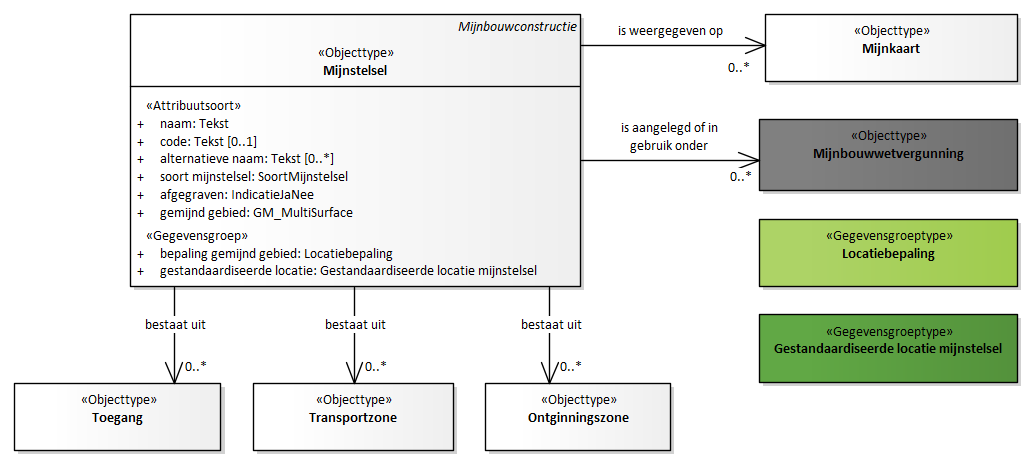 Mijnbouwconstructie
«Objecttype»
Mijnstelsel
«Attribuutsoort»
+ naam: Tekst
+ code: Tekst [0..1]
+ alternatieve naam: Tekst [0..*]
+ soort mijnstelsel: SoortMijnstelsel
+ afgegraven: IndicatieJaNee
+ gemijnd gebied: GM_MultiSurface
«Gegevensgroep»
+ bepaling gemijnd gebied: Locatiebepaling
+ gestandaardiseerde locatie: Gestandaardiseerde locatie mijnstelsel
is weergegeven op
0..*
«Objecttype»
Mijnkaart
is aangelegd of in
gebruik onder
0..*
«Objecttype»
Mijnbouwwetvergunning
«Gegevensgroeptype»
Locatiebepaling
«Gegevensgroeptype»
Gestandaardiseerde locatie mijnstelsel
bestaat uit
0..*
«Objecttype»
Toegang
bestaat uit
0..*
«Objecttype»
Transportzone
bestaat uit
0..*
«Objecttype»
Ontginningszone